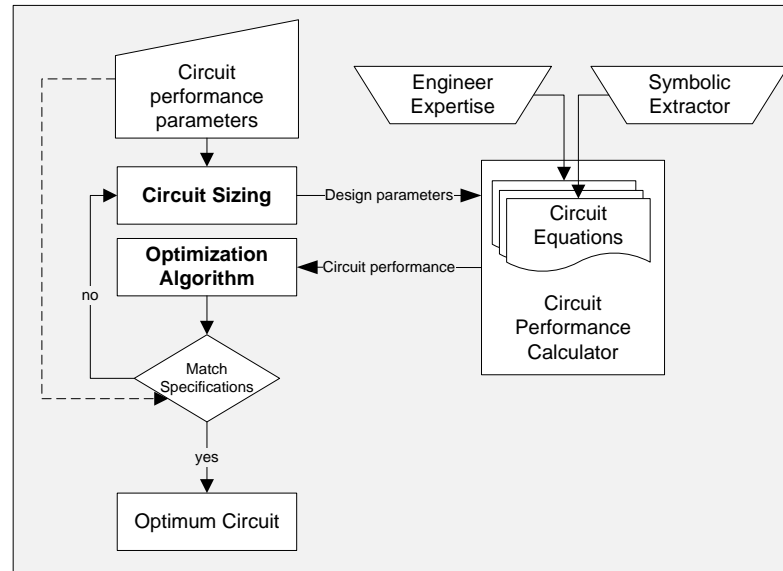 Circuit
performance
parameters
Engineer
Expertise
Symbolic
Extractor
Circuit Sizing
Design parameters
Circuit
Equations
Optimization
Algorithm
Circuit performance
no
Circuit
Performance
Calculator
Match
Specifications
yes
Optimum Circuit